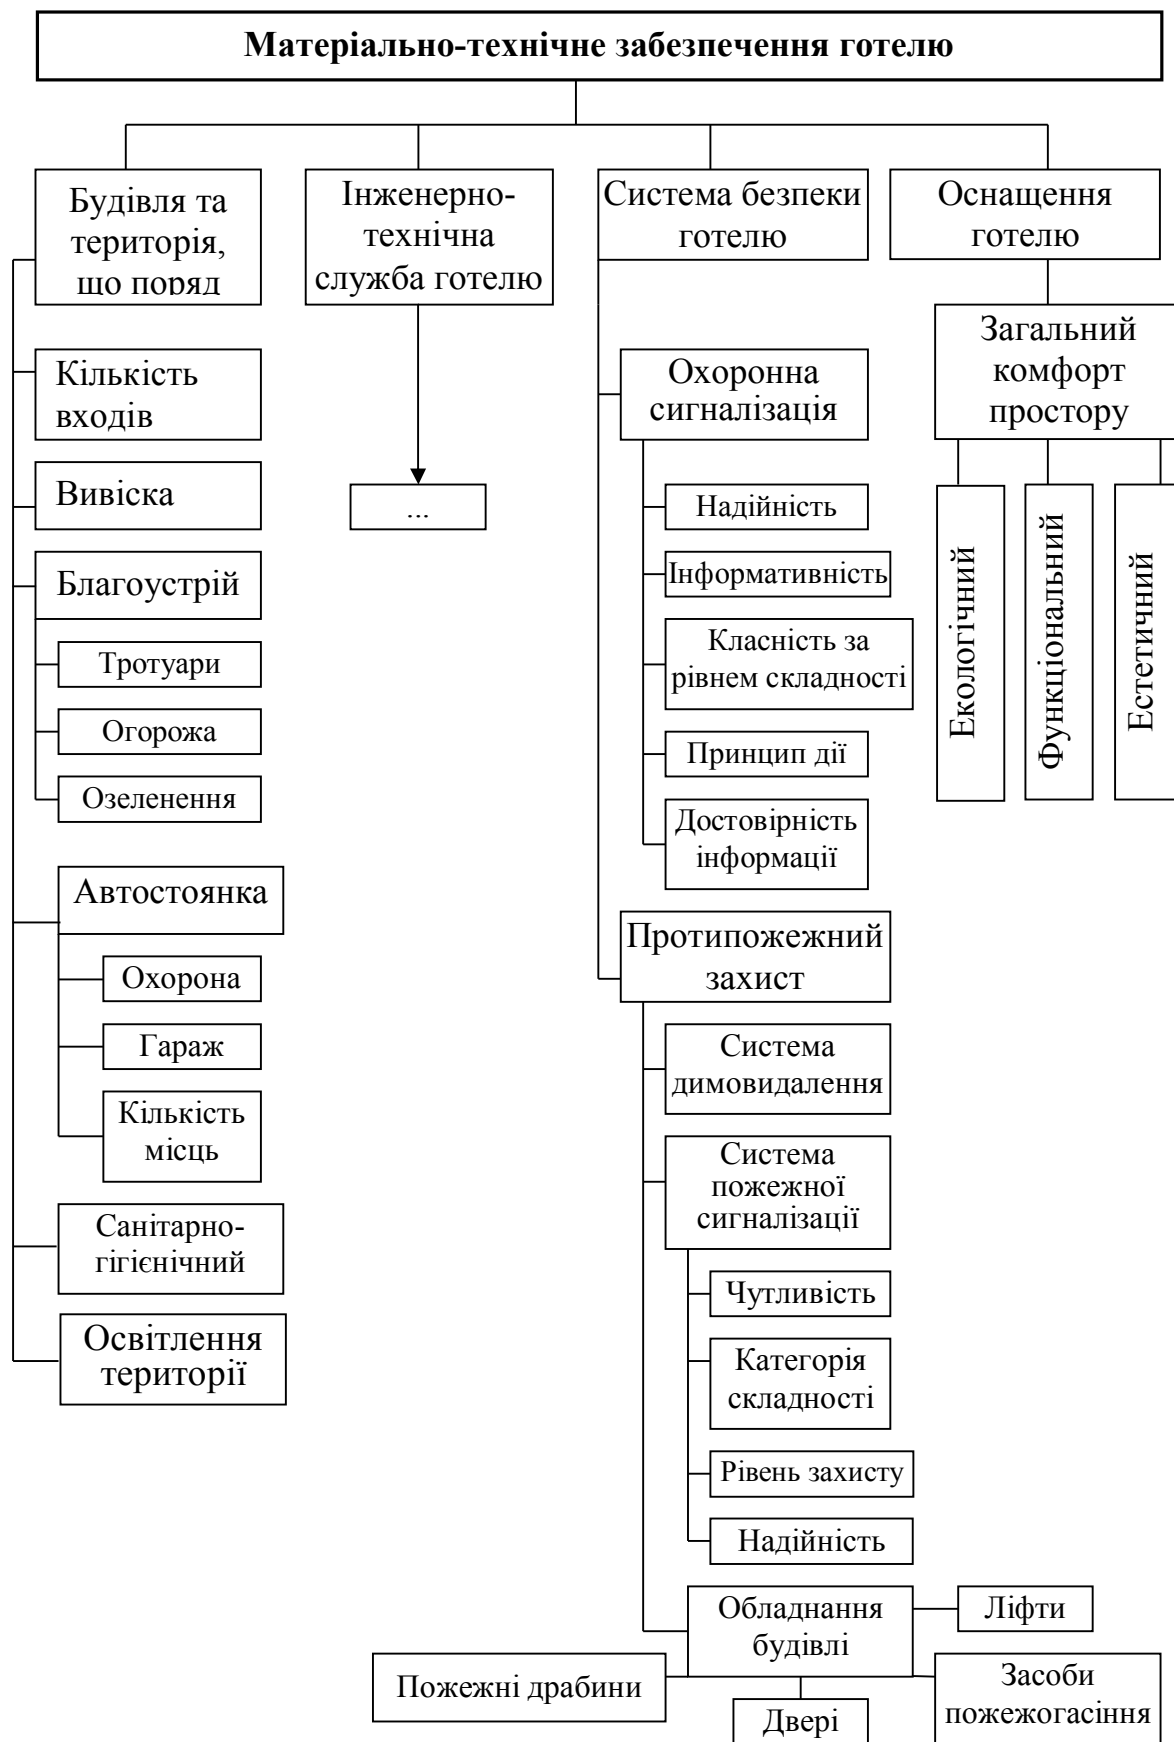 Матеріально-технічне забезпечення готелю
Будівля та
територія,
що поряд
Інженерно-
технічна
служба готелю
Система безпеки
готелю
Оснащення
готелю
Кількість
входів
Вивіска
Благоустрій
Тротуари
Огорожа
Озеленення
Автостоянка
Охорона
Гараж
Кількість
місць
Санітарно-
гігієнічний
Освітлення
території
...
Охоронна
сигналізація
Надійність
Інформативність
Класність за
рівнем складності
Принцип дії
Достовірність
інформації
Протипожежний
захист
Система
димовидалення
Система
пожежної
сигналізації
Чутливість
Категорія
складності
Рівень захисту
Надійність
Обладнання
будівлі
Ліфти
Пожежні драбини
Двері
Засоби
пожежогасіння
Загальний
комфорт
простору
Екологічний
Функціональний
Естетичний